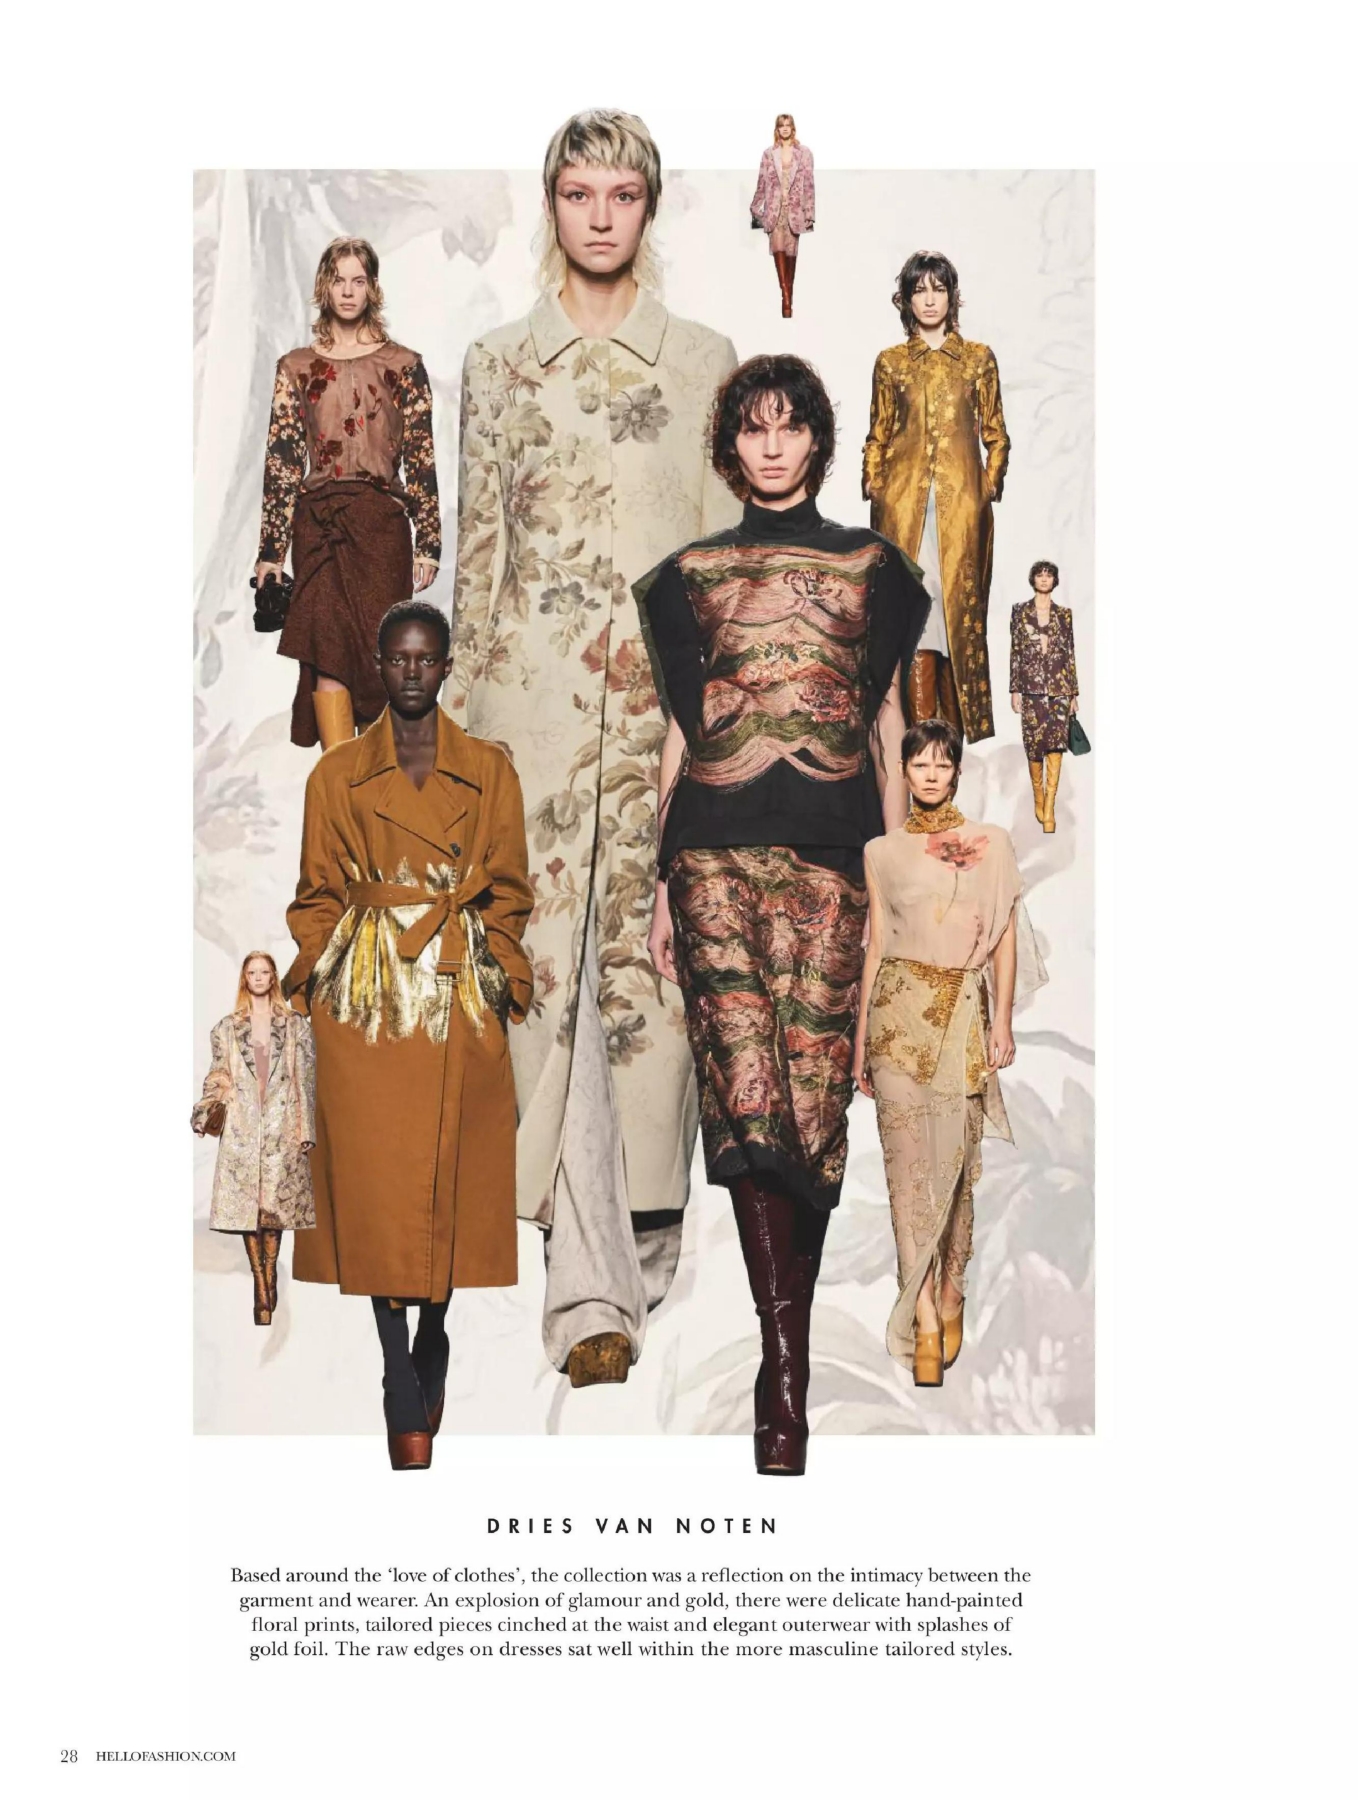 DRIES VAN NOTEN
Based around the ‘love of clothes’, the collection was a reflection on the intimacy between the
garment and wearer. An explosion of glamour and gold, there were delicate hand-painted
floral prints, tailored pieces cinched at the waist and elegant outerwear with splashes of
gold foil. The raw edges on dresses sat well within the more masculine tailored styles.
28 HELLOFASHION.COM